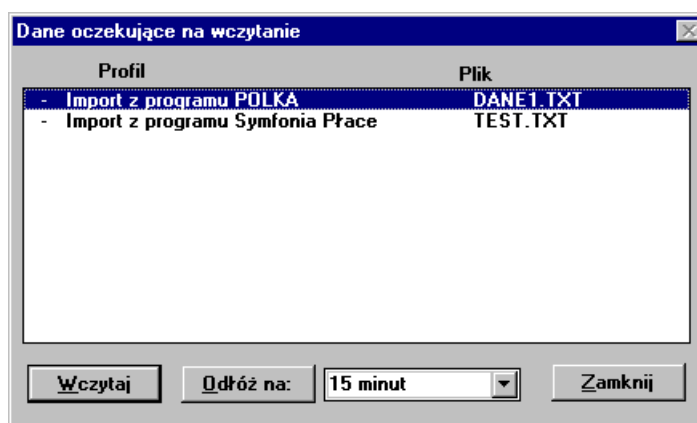 Dane oczekujące na wczytanie
Profil Plik
- Import z programu POLKA DANE1.TXT
- Import z programu Symfonia Płace TEST.TXT
Wczytaj Odłóż na: 15 minut Zamknij